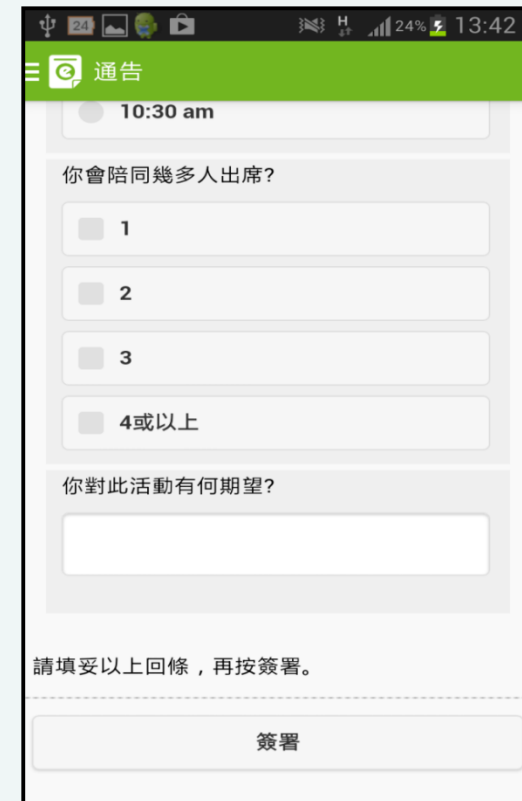 24
H
24%
13:42
e 通告
10:30 am
你會陪同幾多人出席?
1
2
3
4或以上
你對此活動有何期望?
請填妥以上回條，再按簽署。
簽署